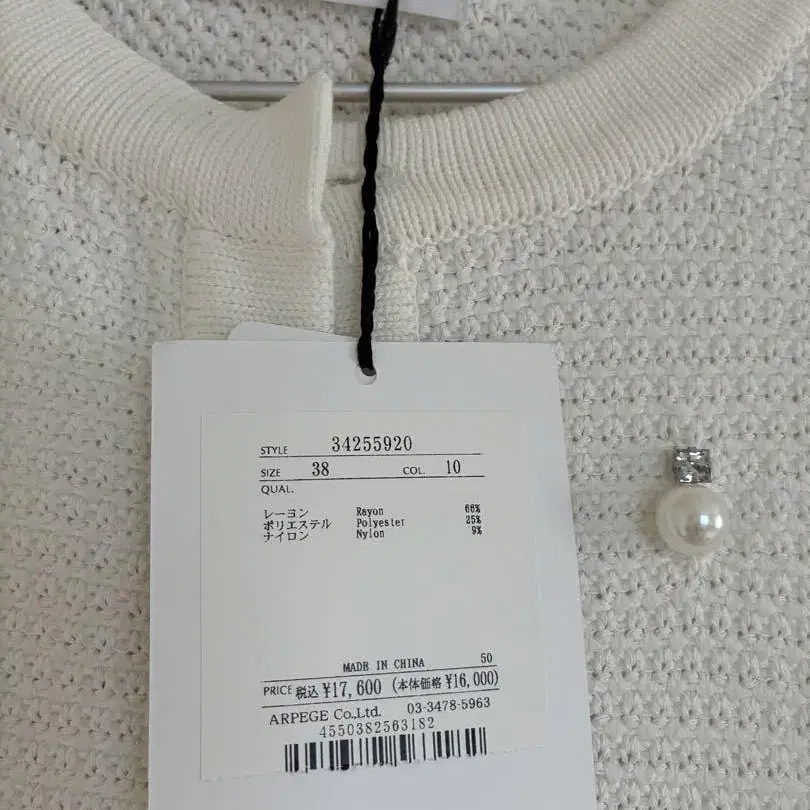 STYLE 34255920
SIZE 38 COL. 10
QUAL.
レーヨン Rayon 66%
ポリエステル Polyester 25%
ナイロン Nylon 9%
MADE IN CHINA 50
PRICE 税込 ¥17,600 (本体価格 ¥16,000)
ARPEGE Co.,Ltd. 03-3478-5963
4550382563182